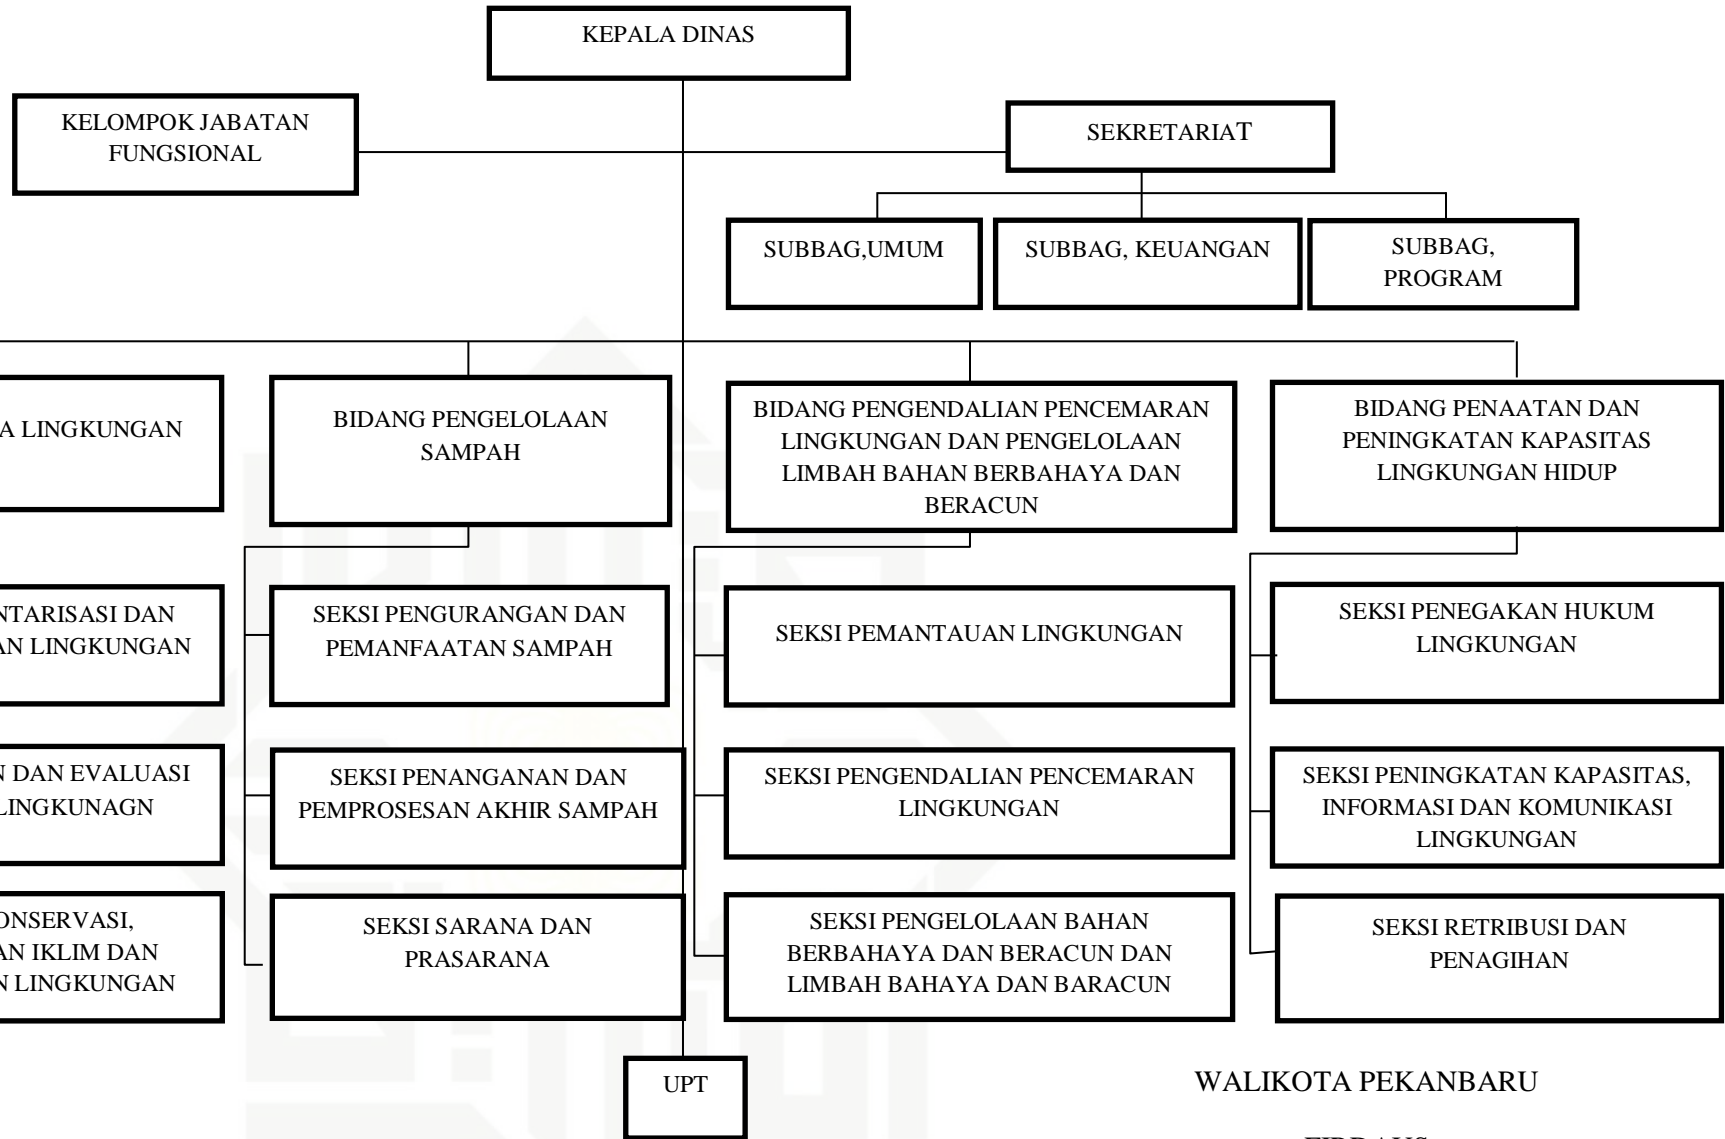 KEPALA DINAS
KELOMPOK JABATAN
FUNGSIONAL
SEKRETARIAT
SUBBAG,UMUM
SUBBAG, KEUANGAN
SUBBAG,
PROGRAM
A LINGKUNGAN
BIDANG PENGELOLAAN
SAMPAH
BIDANG PENGENDALIAN PENCEMARAN
LINGKUNGAN DAN PENGELOLAAN
LIMBAH BAHAN BERBAHAYA DAN
BERACUN
BIDANG PENAATAN DAN
PENINGKATAN KAPASITAS
LINGKUNGAN HIDUP
NTARISASI DAN
AN LINGKUNGAN
SEKSI PENGURANGAN DAN
PEMANFAATAN SAMPAH
SEKSI PEMANTAUAN LINGKUNGAN
SEKSI PENEGAKAN HUKUM
LINGKUNGAN
N DAN EVALUASI
LINGKUNAGN
SEKSI PENANGANAN DAN
PEMPROSESAN AKHIR SAMPAH
SEKSI PENGENDALIAN PENCEMARAN
LINGKUNGAN
SEKSI PENINGKATAN KAPASITAS,
INFORMASI DAN KOMUNIKASI
LINGKUNGAN
ONSERVASI,
AN IKLIM DAN
N LINGKUNGAN
SEKSI SARANA DAN
PRASARANA
SEKSI PENGELOLAAN BAHAN
BERBAHAYA DAN BERACUN DAN
LIMBAH BAHAYA DAN BARACUN
SEKSI RETRIBUSI DAN
PENAGIHAN
UPT
WALIKOTA PEKANBARU